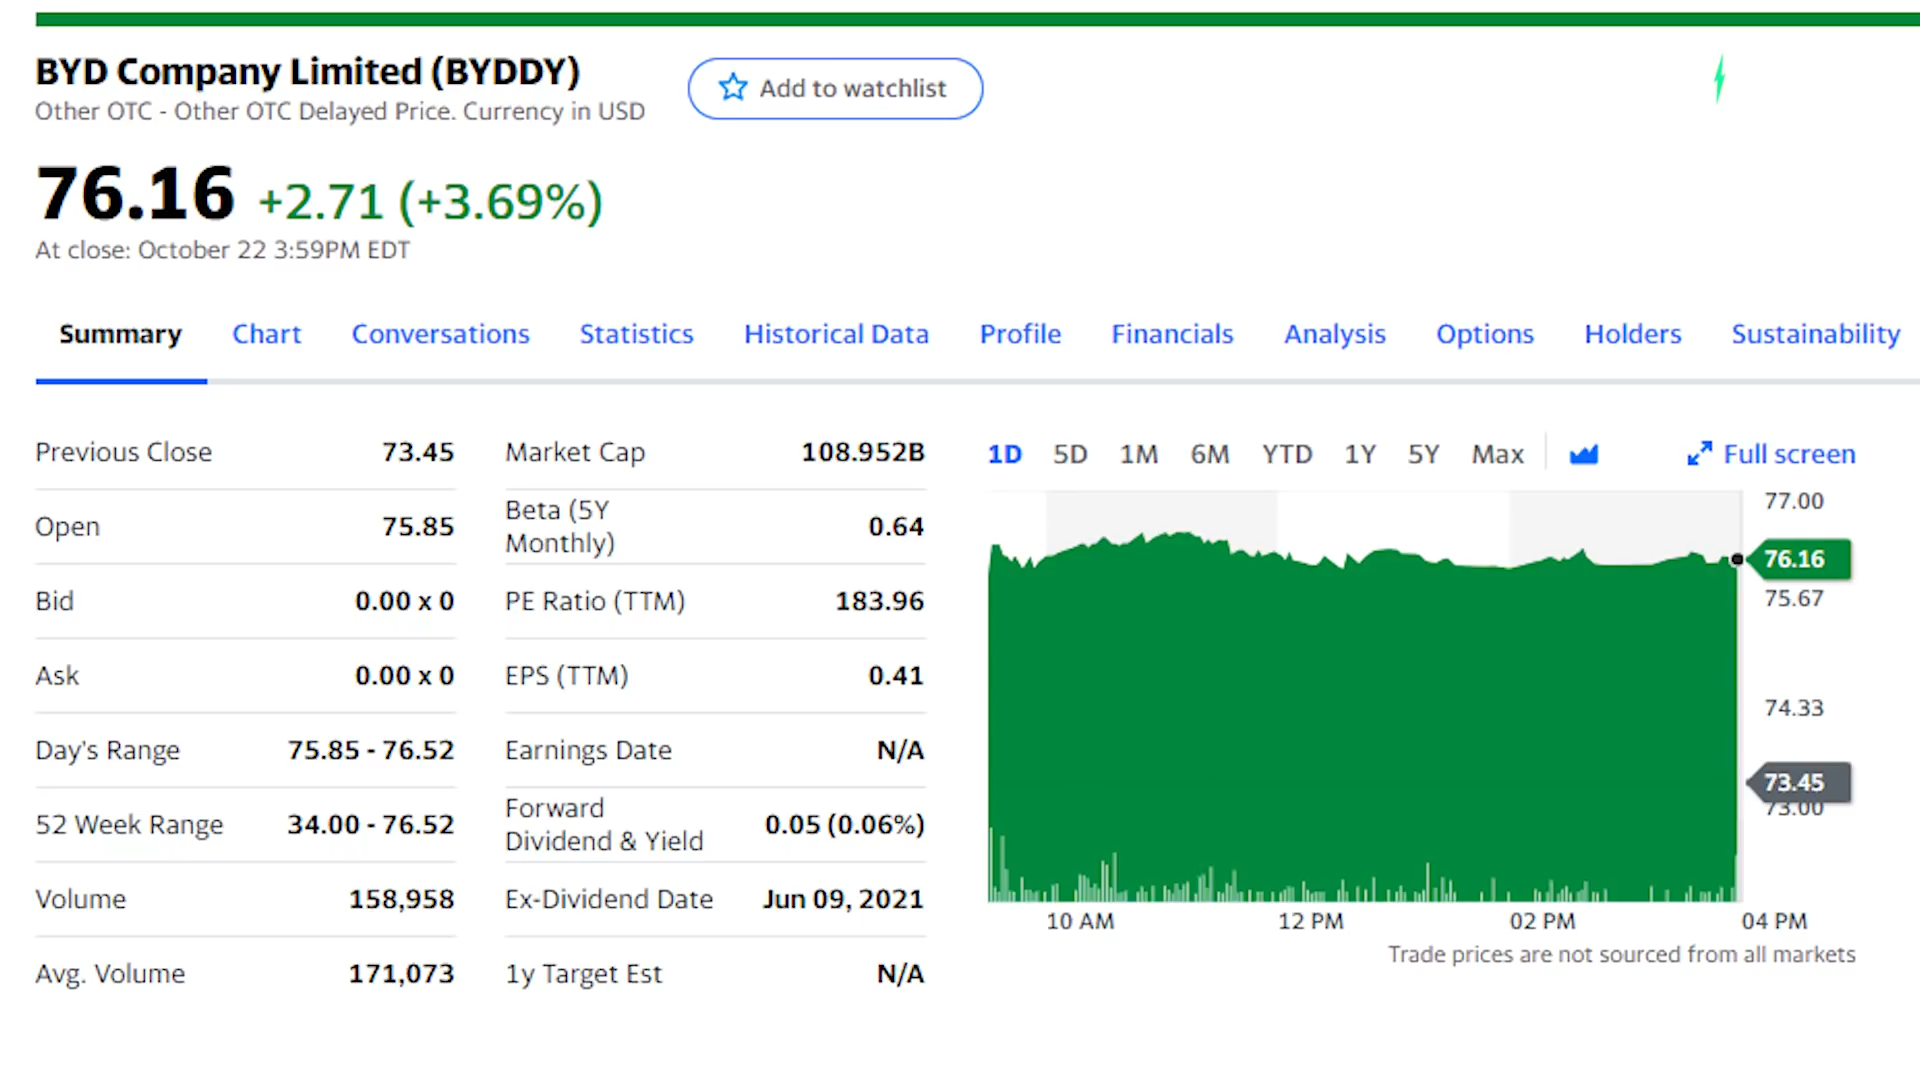 BYD Company Limited (BYDDY)
Add to watchlist
Other OTC - Other OTC Delayed Price. Currency in USD
76.16 +2.71 (+3.69%)
At close: October 22 3:59PM EDT
Summary Chart Conversations Statistics Historical Data Profile Financials Analysis Options Holders Sustainability
Previous Close 73.45
Open 75.85
Bid 0.00 x 0
Ask 0.00 x 0
Day's Range 75.85 - 76.52
52 Week Range 34.00 - 76.52
Volume 158,958
Avg. Volume 171,073
Market Cap 108.952B
Beta (5Y
Monthly) 0.64
PE Ratio (TTM) 183.96
EPS (TTM) 0.41
Earnings Date N/A
Forward
Dividend & Yield 0.05 (0.06%)
Ex-Dividend Date Jun 09, 2021
1y Target Est N/A
1D 5D 1M 6M YTD 1Y 5Y Max Full screen
77.00
76.16
75.67
74.33
73.45
73.00
10 AM 12 PM 02 PM 04 PM
Trade prices are not sourced from all markets